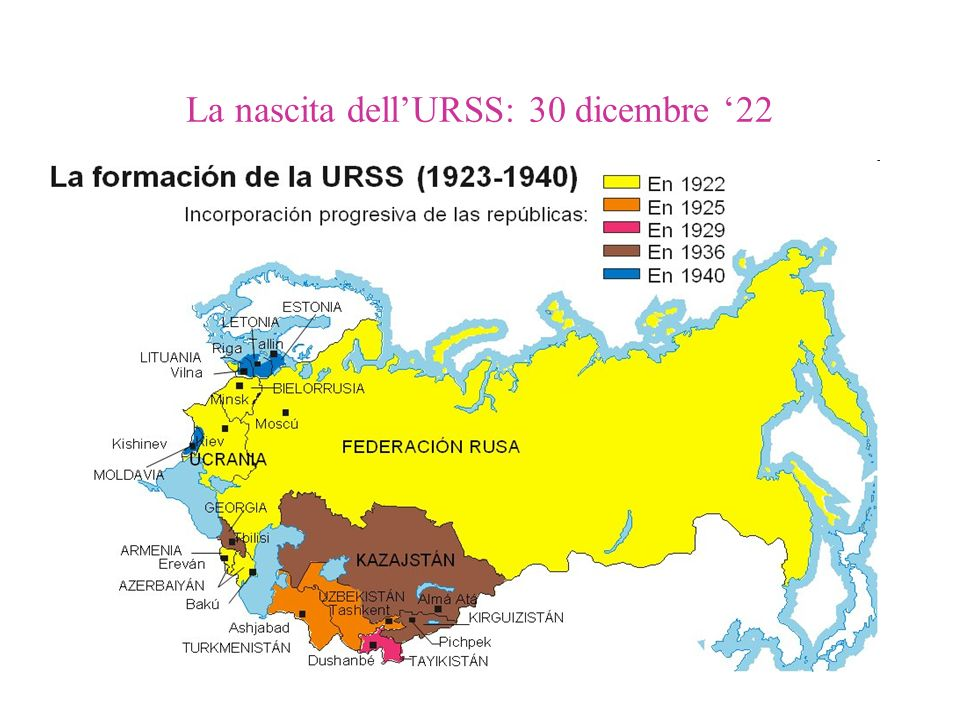 La nascita dell’URSS: 30 dicembre ‘22
La formación de la URSS (1923-1940)
Incorporación progresiva de las repúblicas:
En 1922
En 1925
En 1929
En 1936
En 1940
ESTONIA
LETONIA
Tallin
Riga
LITUANIA
Vilna
BIELORRUSIA
Minsk
Moscú
Kishinev
Kiev
UCRANIA
FEDERACIÓN RUSA
MOLDAVIA
GEORGIA
Tbilisi
ARMENIA
Ereván
AZERBAIYÁN
Bakú
KAZAJSTÁN
UZBEKISTÁN
Tashkent
Almá Atá
KIRGUIZISTÁN
Ashjabad
TURKMENISTÁN
Pichpek
Dushanbé
TAYIKISTÁN